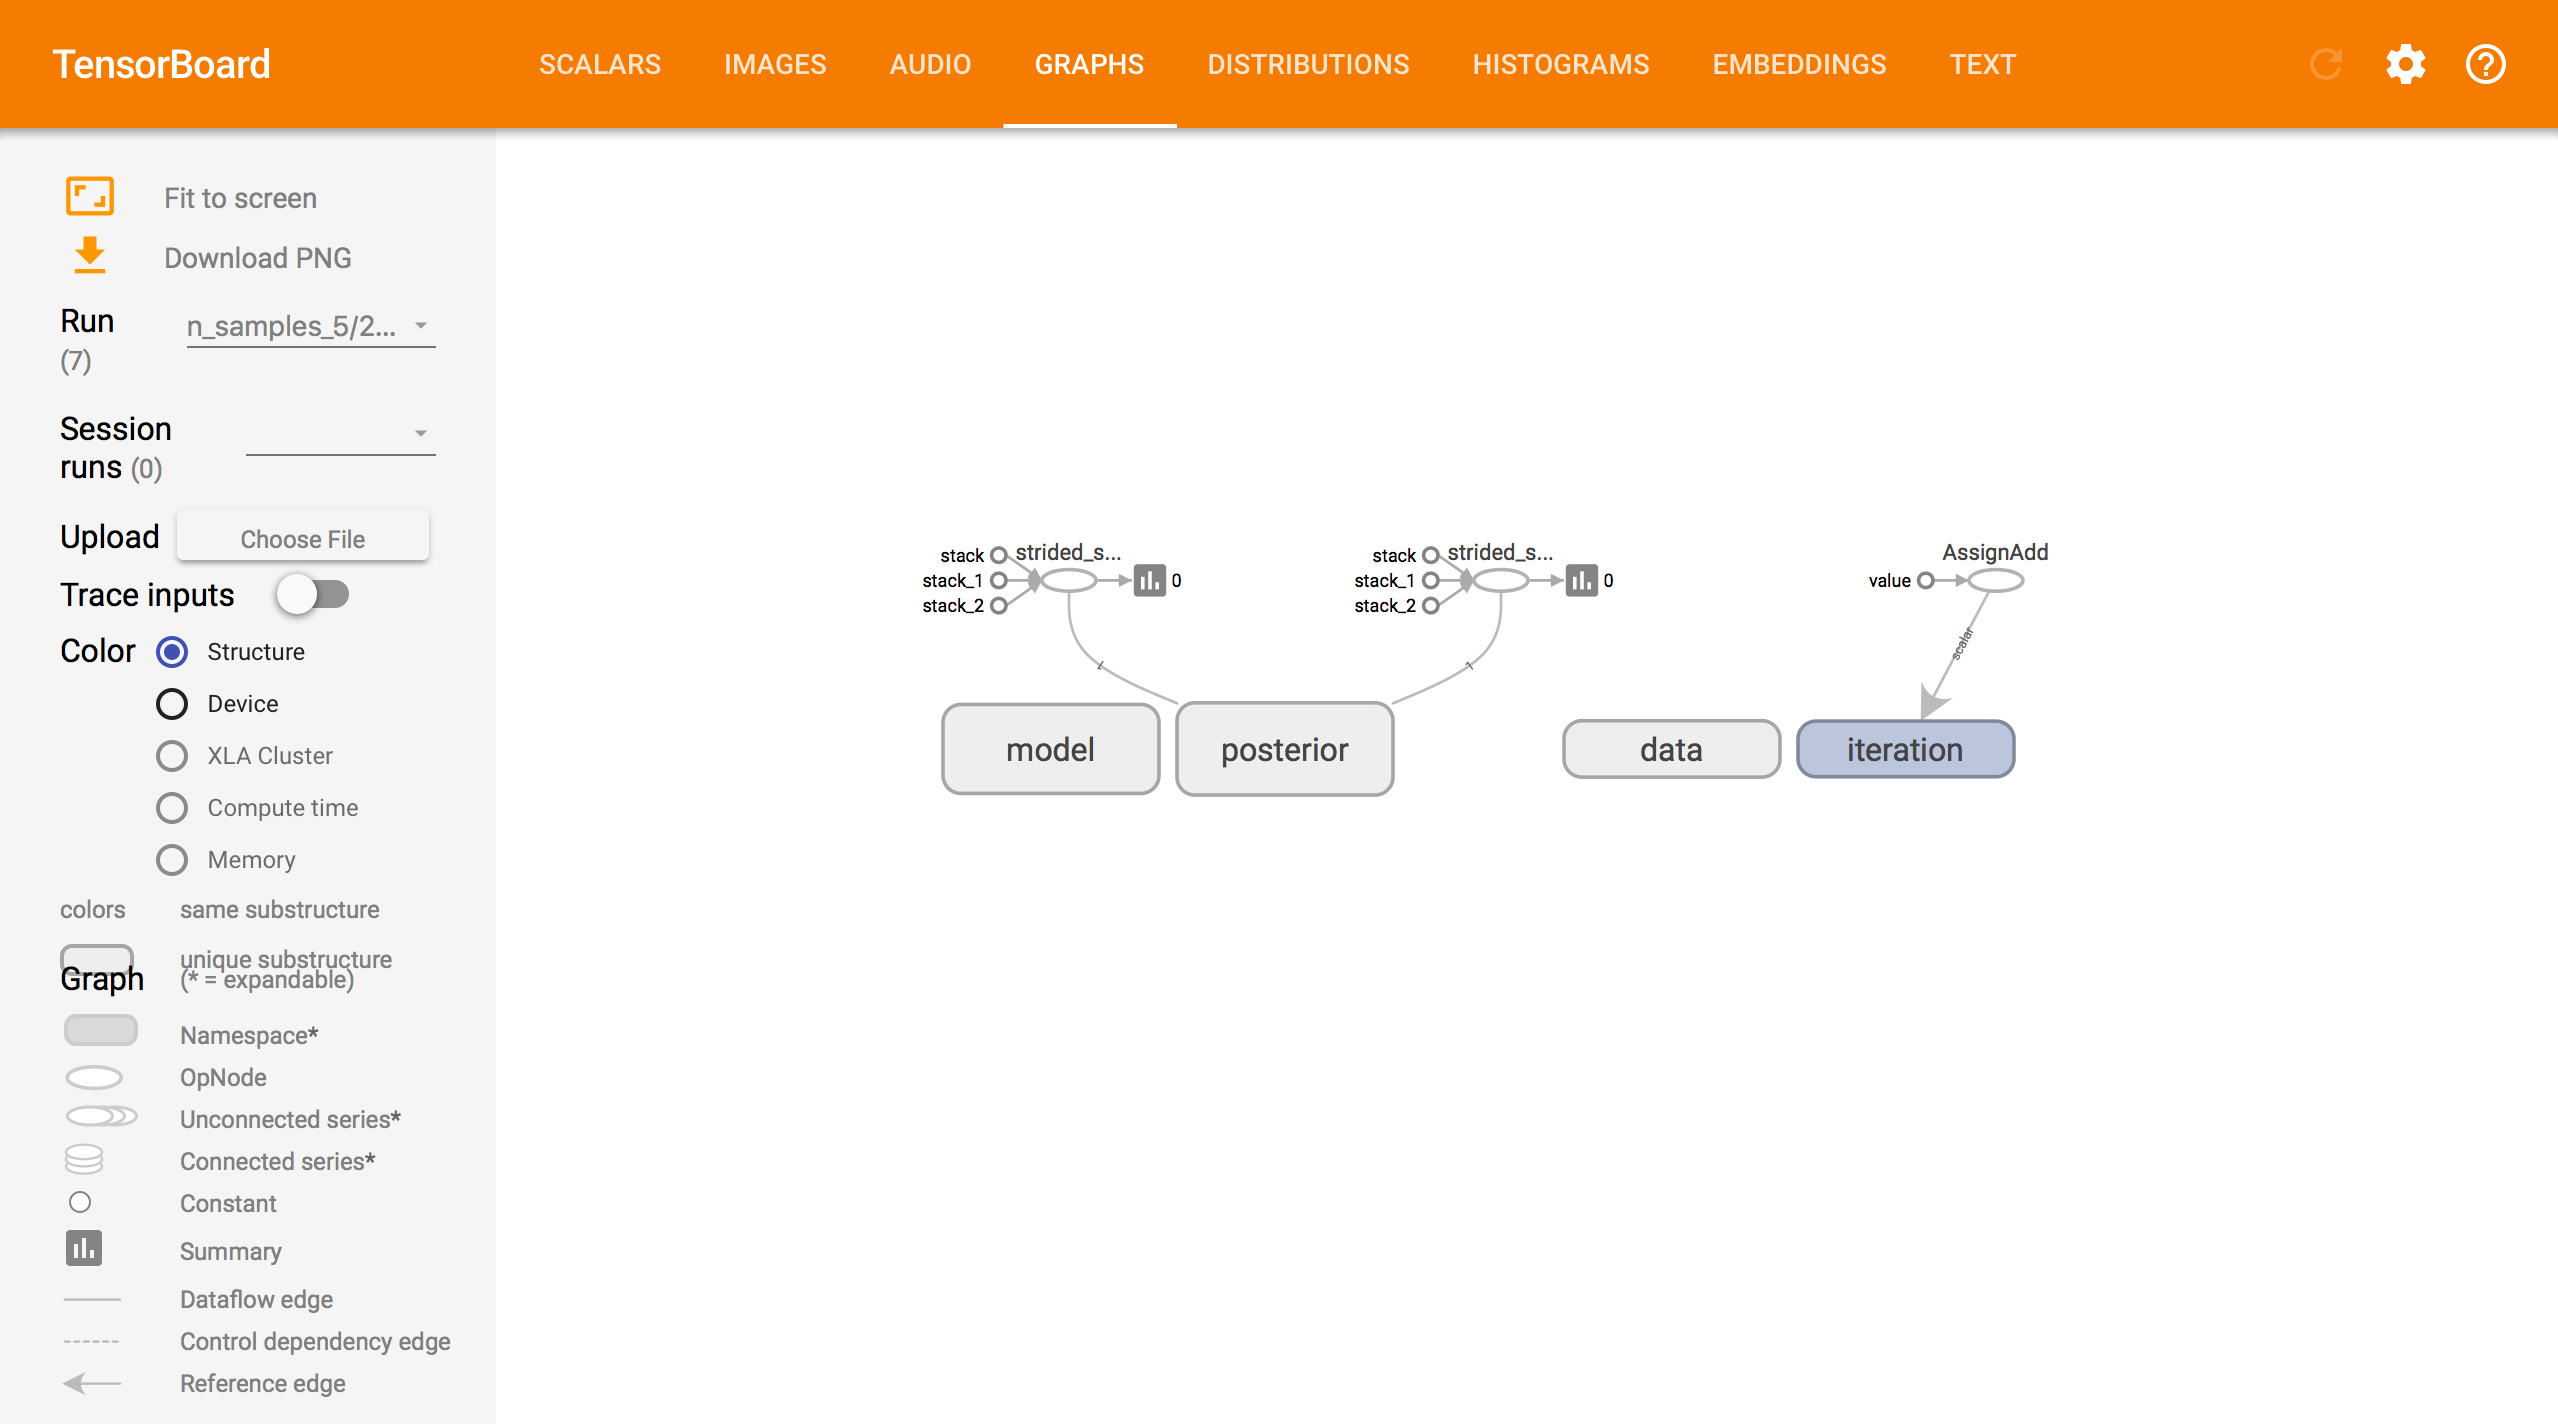 TensorBoard
SCALARS
IMAGES
AUDIO
GRAPHS
DISTRIBUTIONS
HISTOGRAMS
EMBEDDINGS
TEXT
Fit to screen
Download PNG
Run
(7)
n_samples_5/2...
Session
runs (0)
Upload
Choose File
Trace inputs
Color
Structure
Device
XLA Cluster
Compute time
Memory
colors
same substructure
unique substructure
Graph
(* = expandable)
Namespace*
OpNode
Unconnected series*
Connected series*
Constant
Summary
Dataflow edge
Control dependency edge
Reference edge
stack
stack_1
stack_2
strided_s...
0
1
stack
stack_1
stack_2
strided_s...
0
1
AssignAdd
value
scalar
model
posterior
data
iteration